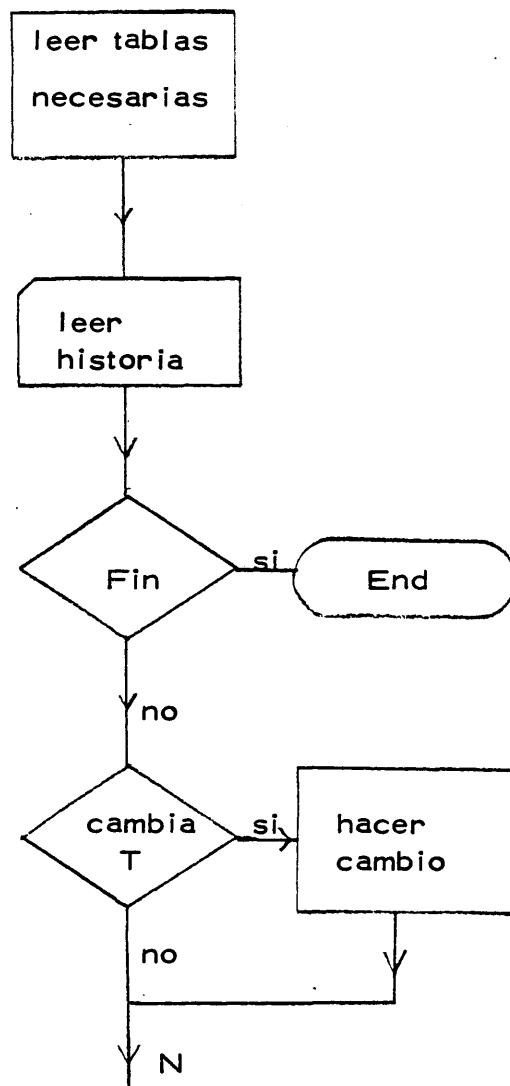 leer tablas
necesarias
leer
historia
Fin
si
End
no
cambia
T
si
hacer
cambio
no
N